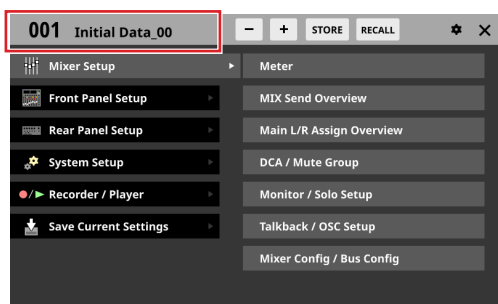 001 Initial Data_00
− + STORE RECALL
Mixer Setup
Front Panel Setup
Rear Panel Setup
System Setup
Recorder / Player
Save Current Settings
Meter
MIX Send Overview
Main L/R Assign Overview
DCA / Mute Group
Monitor / Solo Setup
Talkback / OSC Setup
Mixer Config / Bus Config